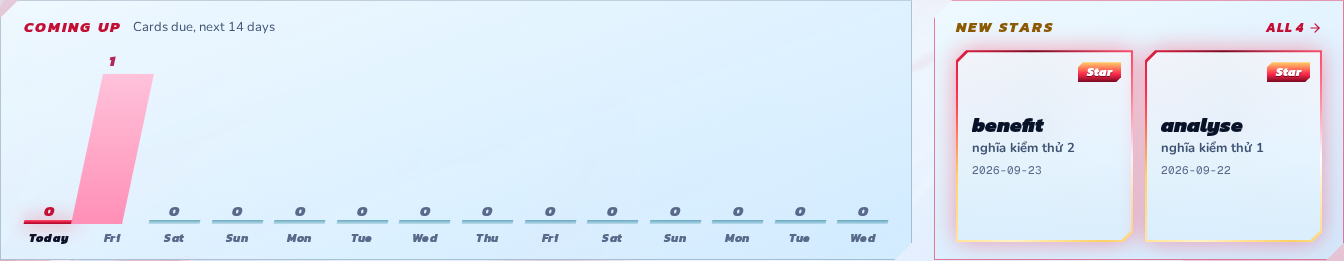 COMING UP Cards due, next 14 days
1
0 0 0 0 0 0 0 0 0 0 0 0 0
Today Fri Sat Sun Mon Tue Wed Thu Fri Sat Sun Mon Tue Wed
NEW STARS
ALL 4 →
Star
benefit
nghĩa kiểm thử 2
2026-09-23
Star
analyse
nghĩa kiểm thử 1
2026-09-22